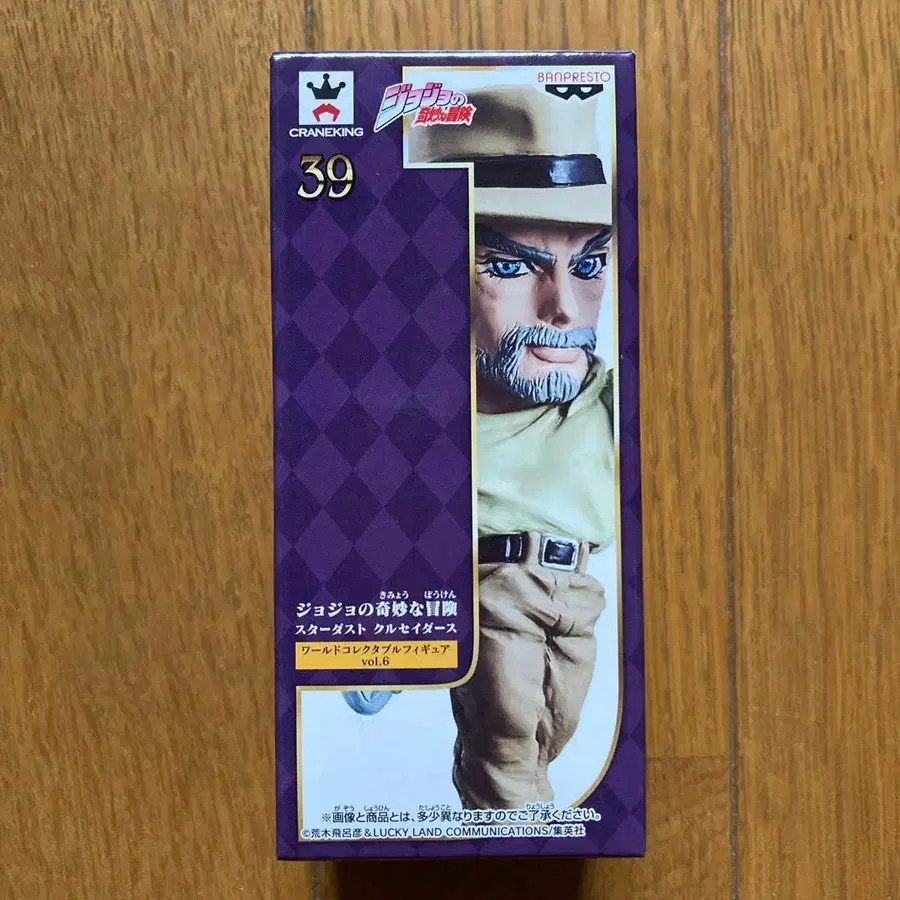 CRANEKING
ジョジョの
奇妙な冒険
BANPRESTO
39
きみょう ぼうけん
ジョジョの奇妙な冒険
スターダスト クルセイダース
ワールドコレクタブルフィギュア
vol.6
がぞう しょうひん たしょうこと りょうしょう
※画像と商品とは、多少異なりますのでご了承ください。
©荒木飛呂彦&LUCKY LAND COMMUNICATIONS/集英社